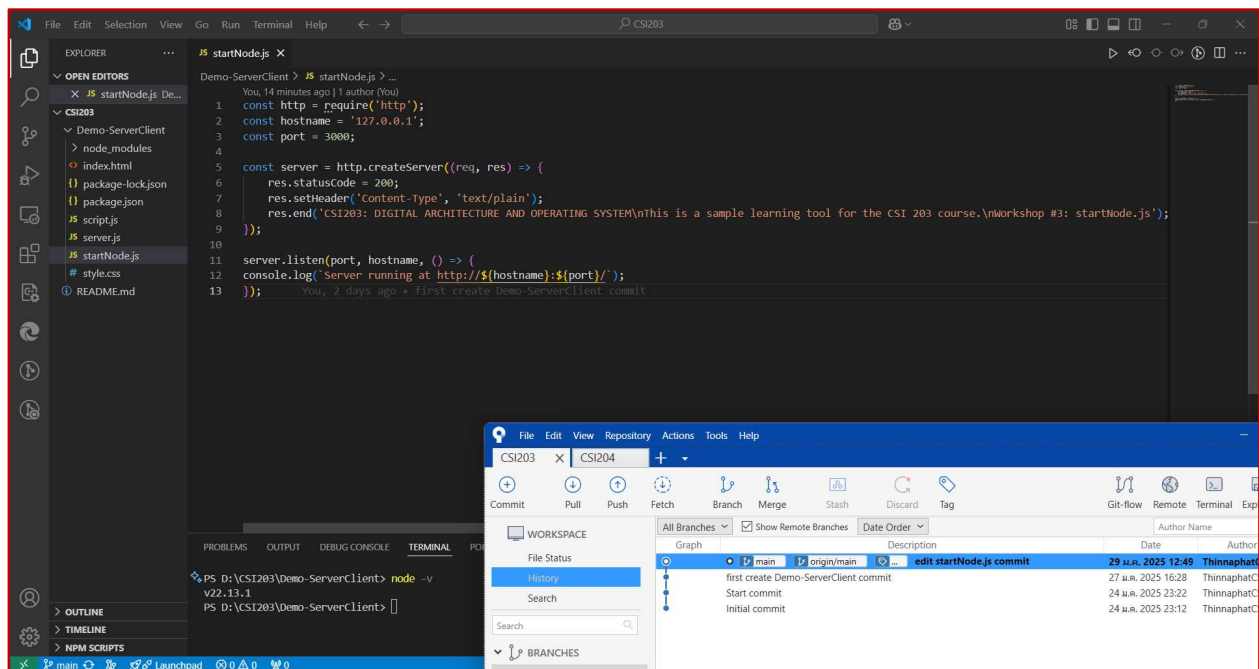 File Edit Selection View Go Run Terminal Help
CSI203
EXPLORER
OPEN EDITORS
JS startNode.js De...
CSI203
Demo-ServerClient
node_modules
index.html
package-lock.json
package.json
JS script.js
JS server.js
JS startNode.js
# style.css
README.md
OUTLINE
TIMELINE
NPM SCRIPTS
JS startNode.js
Demo-ServerClient > JS startNode.js > ...
You, 14 minutes ago | 1 author (You)
1 const http = require('http');
2 const hostname = '127.0.0.1';
3 const port = 3000;
4
5 const server = http.createServer((req, res) => {
6 res.statusCode = 200;
7 res.setHeader('Content-Type', 'text/plain');
8 res.end('CSI203: DIGITAL ARCHITECTURE AND OPERATING SYSTEM\nThis is a sample learning tool for the CSI 203 course.\nWorkshop #3: startNode.js');
9 });
10
11 server.listen(port, hostname, () => {
12 console.log(`Server running at http://${hostname}:${port}/`);
13 }); You, 2 days ago • first create Demo-ServerClient commit
PROBLEMS OUTPUT DEBUG CONSOLE TERMINAL
PS D:\CSI203\Demo-ServerClient> node -v
v22.13.1
PS D:\CSI203\Demo-ServerClient>
main Launchpad 0 0 0
File Edit View Repository Actions Tools Help
CSI203 CSI204
Commit Pull Push Fetch Branch Merge Stash Discard Tag Git-flow Remote Terminal
WORKSPACE
File Status
History
Search
Search
BRANCHES
All Branches Show Remote Branches Date Order Author Name
Graph Description Date Author
main origin/main ... edit startNode.js commit 29 ม.ค. 2025 12:49 ThinnaphatC
first create Demo-ServerClient commit 27 ม.ค. 2025 16:28 ThinnaphatC
Start commit 24 ม.ค. 2025 23:22 ThinnaphatC
Initial commit 24 ม.ค. 2025 23:12 ThinnaphatC